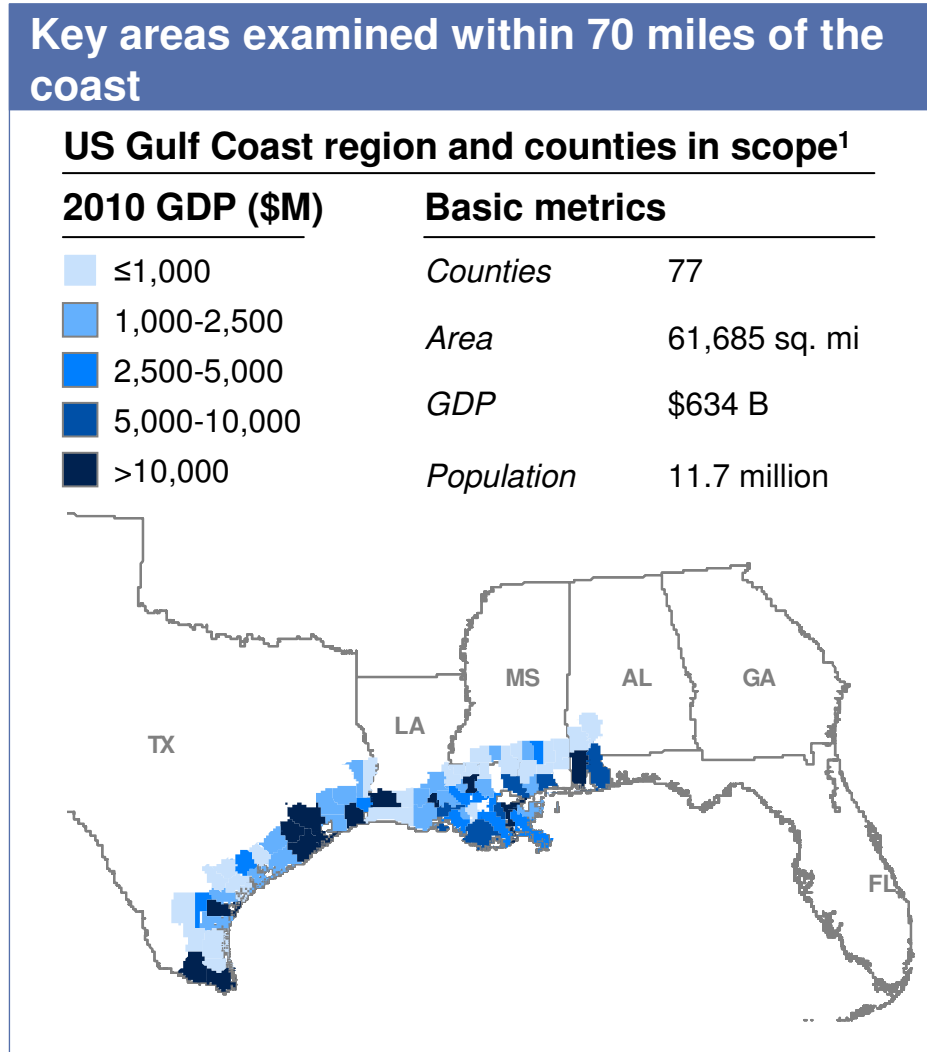 Key areas examined within 70 miles of the
coast
US Gulf Coast region and counties in scope¹
2010 GDP ($M)
≤1,000
1,000-2,500
2,500-5,000
5,000-10,000
>10,000
Basic metrics
Counties 77
Area 61,685 sq. mi
GDP $634 B
Population 11.7 million
MS
AL
GA
LA
TX
FL